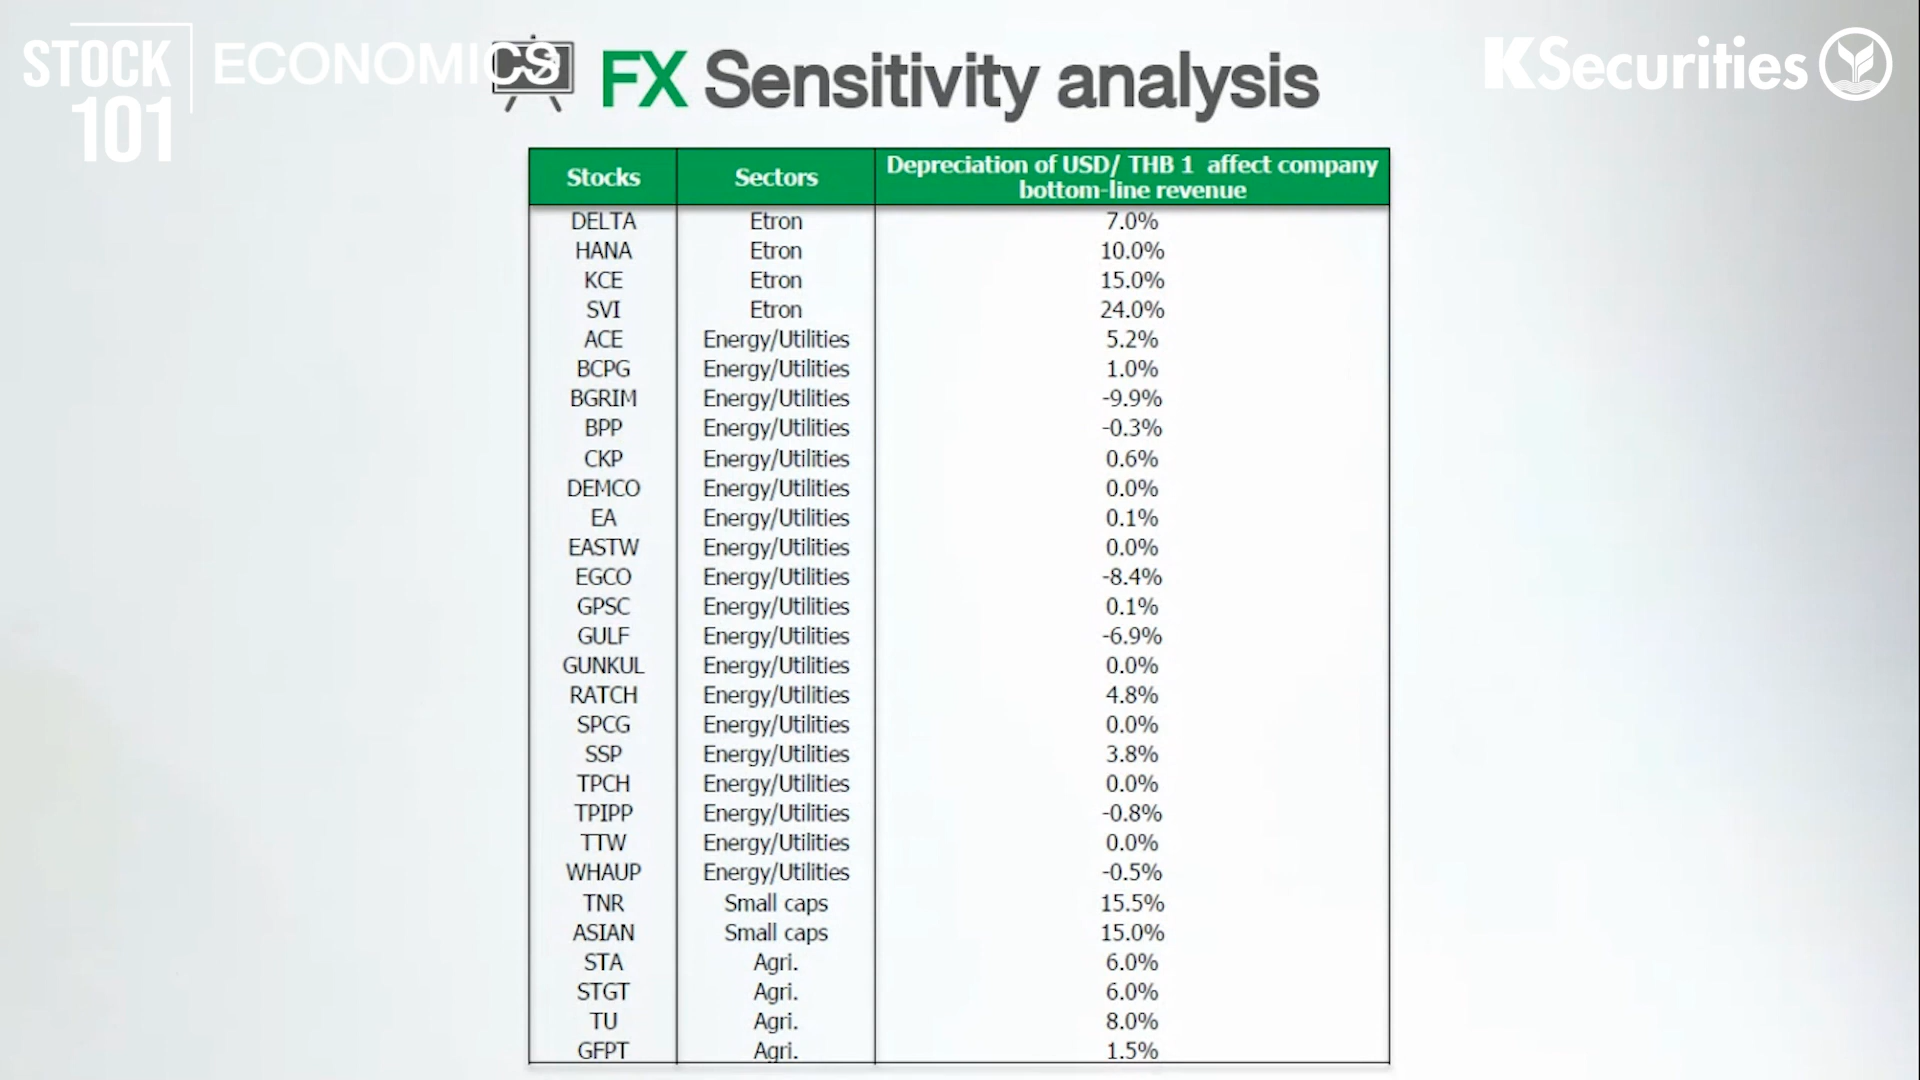 STOCK 101 ECONOMICS
FX Sensitivity analysis
KSecurities
Stocks Sectors Depreciation of USD/ THB 1 affect company bottom-line revenue
DELTA Etron 7.0%
HANA Etron 10.0%
KCE Etron 15.0%
SVI Etron 24.0%
ACE Energy/Utilities 5.2%
BCPG Energy/Utilities 1.0%
BGRIM Energy/Utilities -9.9%
BPP Energy/Utilities -0.3%
CKP Energy/Utilities 0.6%
DEMCO Energy/Utilities 0.0%
EA Energy/Utilities 0.1%
EASTW Energy/Utilities 0.0%
EGCO Energy/Utilities -8.4%
GPSC Energy/Utilities 0.1%
GULF Energy/Utilities -6.9%
GUNKUL Energy/Utilities 0.0%
RATCH Energy/Utilities 4.8%
SPCG Energy/Utilities 0.0%
SSP Energy/Utilities 3.8%
TPCH Energy/Utilities 0.0%
TPIPP Energy/Utilities -0.8%
TTW Energy/Utilities 0.0%
WHAUP Energy/Utilities -0.5%
TNR Small caps 15.5%
ASIAN Small caps 15.0%
STA Agri. 6.0%
STGT Agri. 6.0%
TU Agri. 8.0%
GFPT Agri. 1.5%